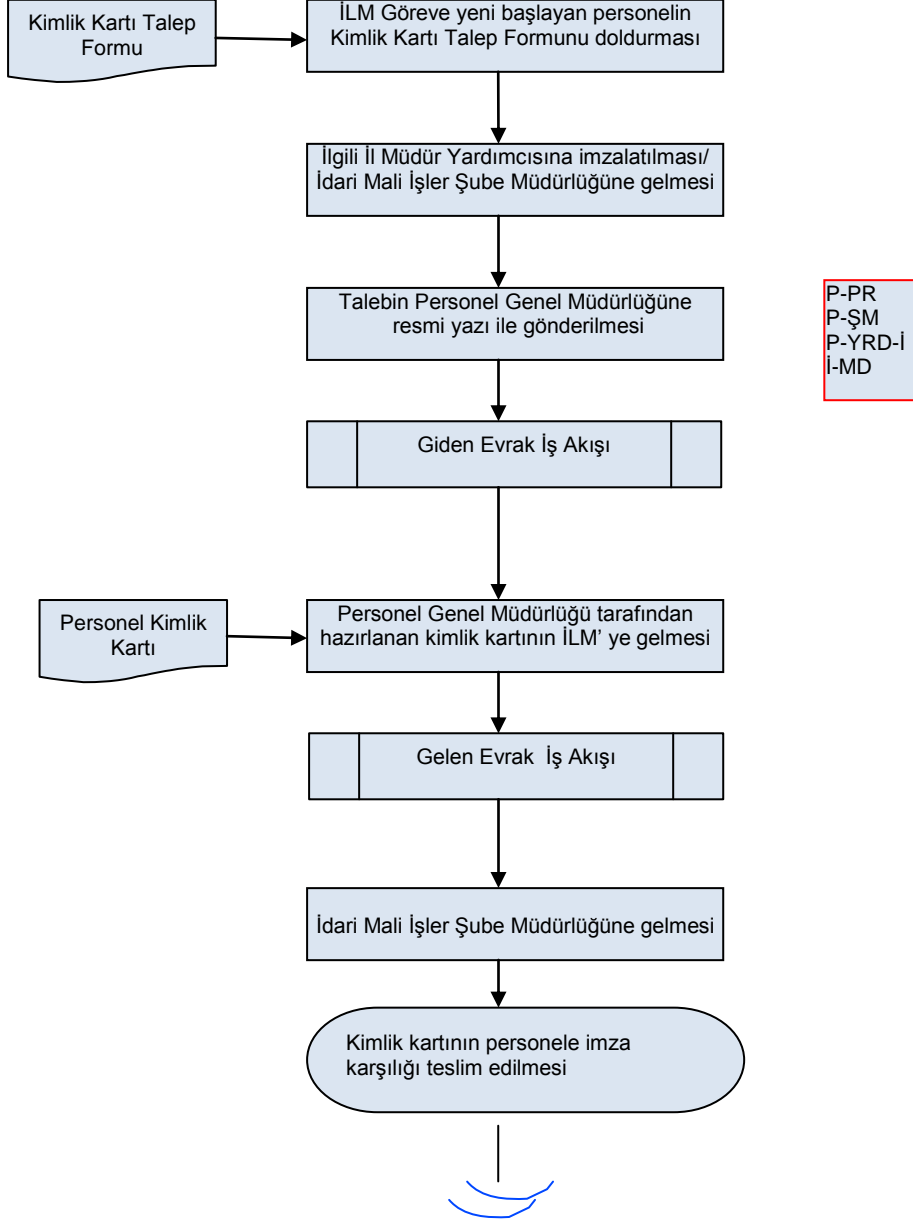 Kimlik Kartı Talep
Formu
İLM Göreve yeni başlayan personelin
Kimlik Kartı Talep Formunu doldurması
İlgili İl Müdür Yardımcısına imzalatılması/
İdari Mali İşler Şube Müdürlüğüne gelmesi
Talebin Personel Genel Müdürlüğüne
resmi yazı ile gönderilmesi
P-PR
P-ŞM
P-YRD-İ
İ-MD
Giden Evrak İş Akışı
Personel Kimlik
Kartı
Personel Genel Müdürlüğü tarafından
hazırlanan kimlik kartının İLM' ye gelmesi
Gelen Evrak  İş Akışı
İdari Mali İşler Şube Müdürlüğüne gelmesi
Kimlik kartının personele imza
karşılığı teslim edilmesi